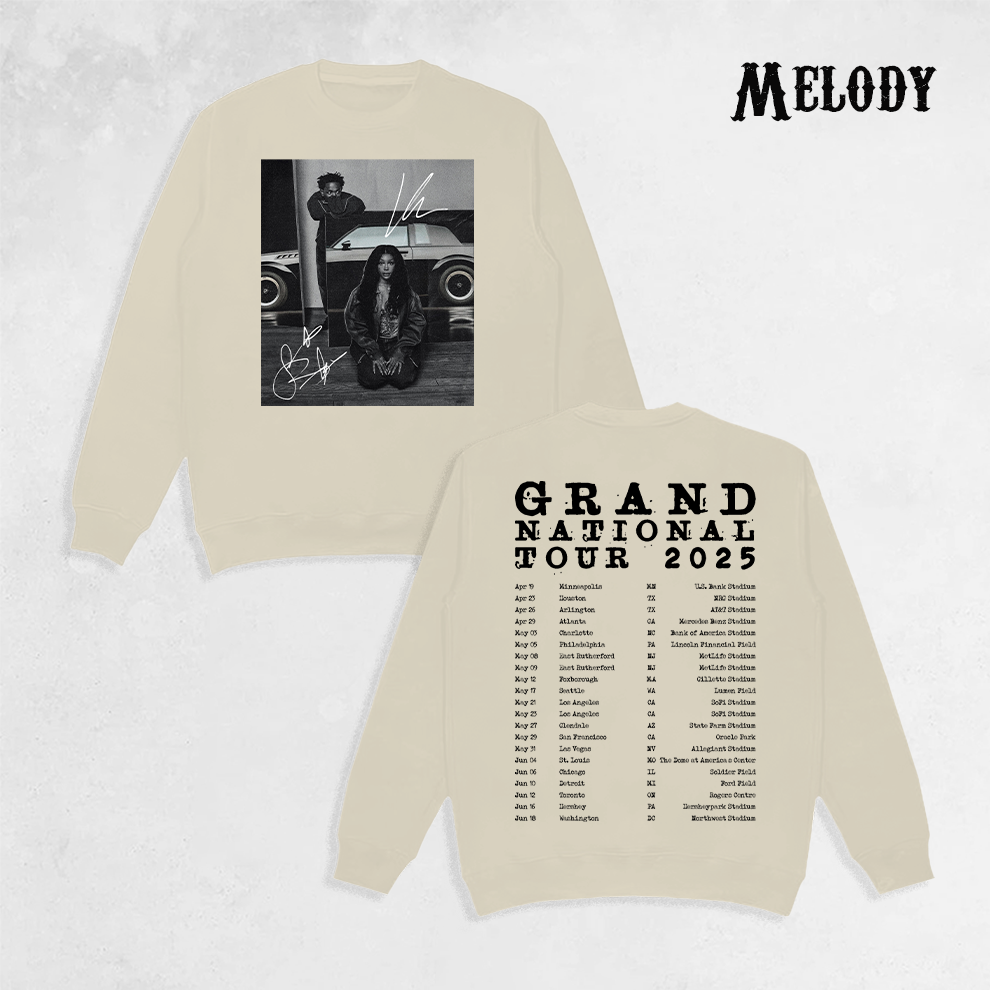 MELODY
GRAND
NATIONAL
TOUR 2025
Apr 19 Minneapolis MN U.S. Bank Stadium
Apr 23 Houston TX NRG Stadium
Apr 26 Arlington TX AT&T Stadium
Apr 29 Atlanta GA Mercedes Benz Stadium
May 03 Charlotte NC Bank of America Stadium
May 05 Philadelphia PA Lincoln Financial Field
May 08 East Rutherford NJ MetLife Stadium
May 09 East Rutherford NJ MetLife Stadium
May 12 Foxborough MA Gillette Stadium
May 17 Seattle WA Lumen Field
May 21 Los Angeles CA SoFi Stadium
May 23 Los Angeles CA SoFi Stadium
May 27 Glendale AZ State Farm Stadium
May 29 San Francisco CA Oracle Park
May 31 Las Vegas NV Allegiant Stadium
Jun 04 St. Louis MO The Dome at America's Center
Jun 06 Chicago IL Soldier Field
Jun 10 Detroit MI Ford Field
Jun 12 Toronto ON Rogers Centre
Jun 16 Hershey PA Hersheypark Stadium
Jun 18 Washington DC Northwest Stadium